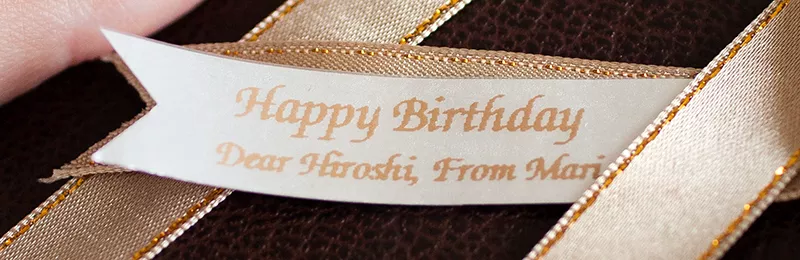 Happy Birthday
Dear Hiroshi, From Mari